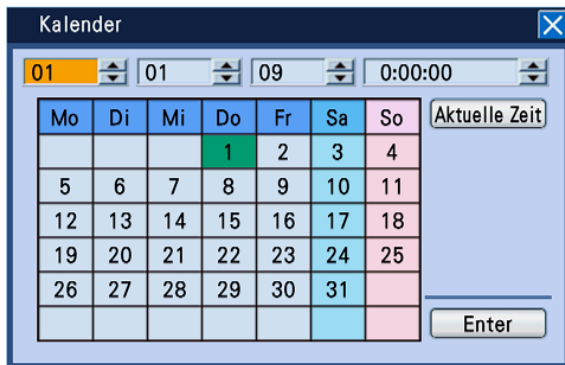 Kalender
01 01 09 0:00:00
Mo Di Mi Do Fr Sa So Aktuelle Zeit
1 2 3 4
5 6 7 8 9 10 11
12 13 14 15 16 17 18
19 20 21 22 23 24 25
26 27 28 29 30 31
Enter